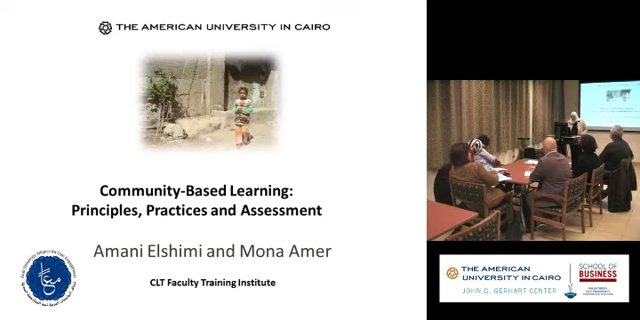 THE AMERICAN UNIVERSITY IN CAIRO
Community-Based Learning:
Principles, Practices and Assessment
Amani Elshimi and Mona Amer
CLT Faculty Training Institute
THE AMERICAN
UNIVERSITY IN CAIRO
JOHN D. GERHART CENTER
SCHOOL OF
BUSINESS